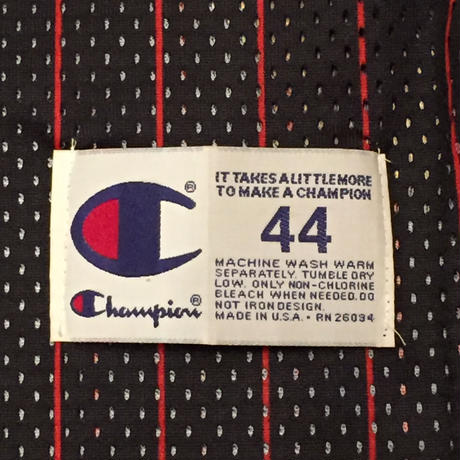 IT TAKES A LITTLE MORE
TO MAKE A CHAMPION
44
MACHINE WASH WARM
SEPARATELY. TUMBLE DRY
LOW. ONLY NON-CHLORINE
BLEACH WHEN NEEDED. DO
NOT IRON DESIGN.
MADE IN U.S.A. • RN 26094
C ®
Champion ®